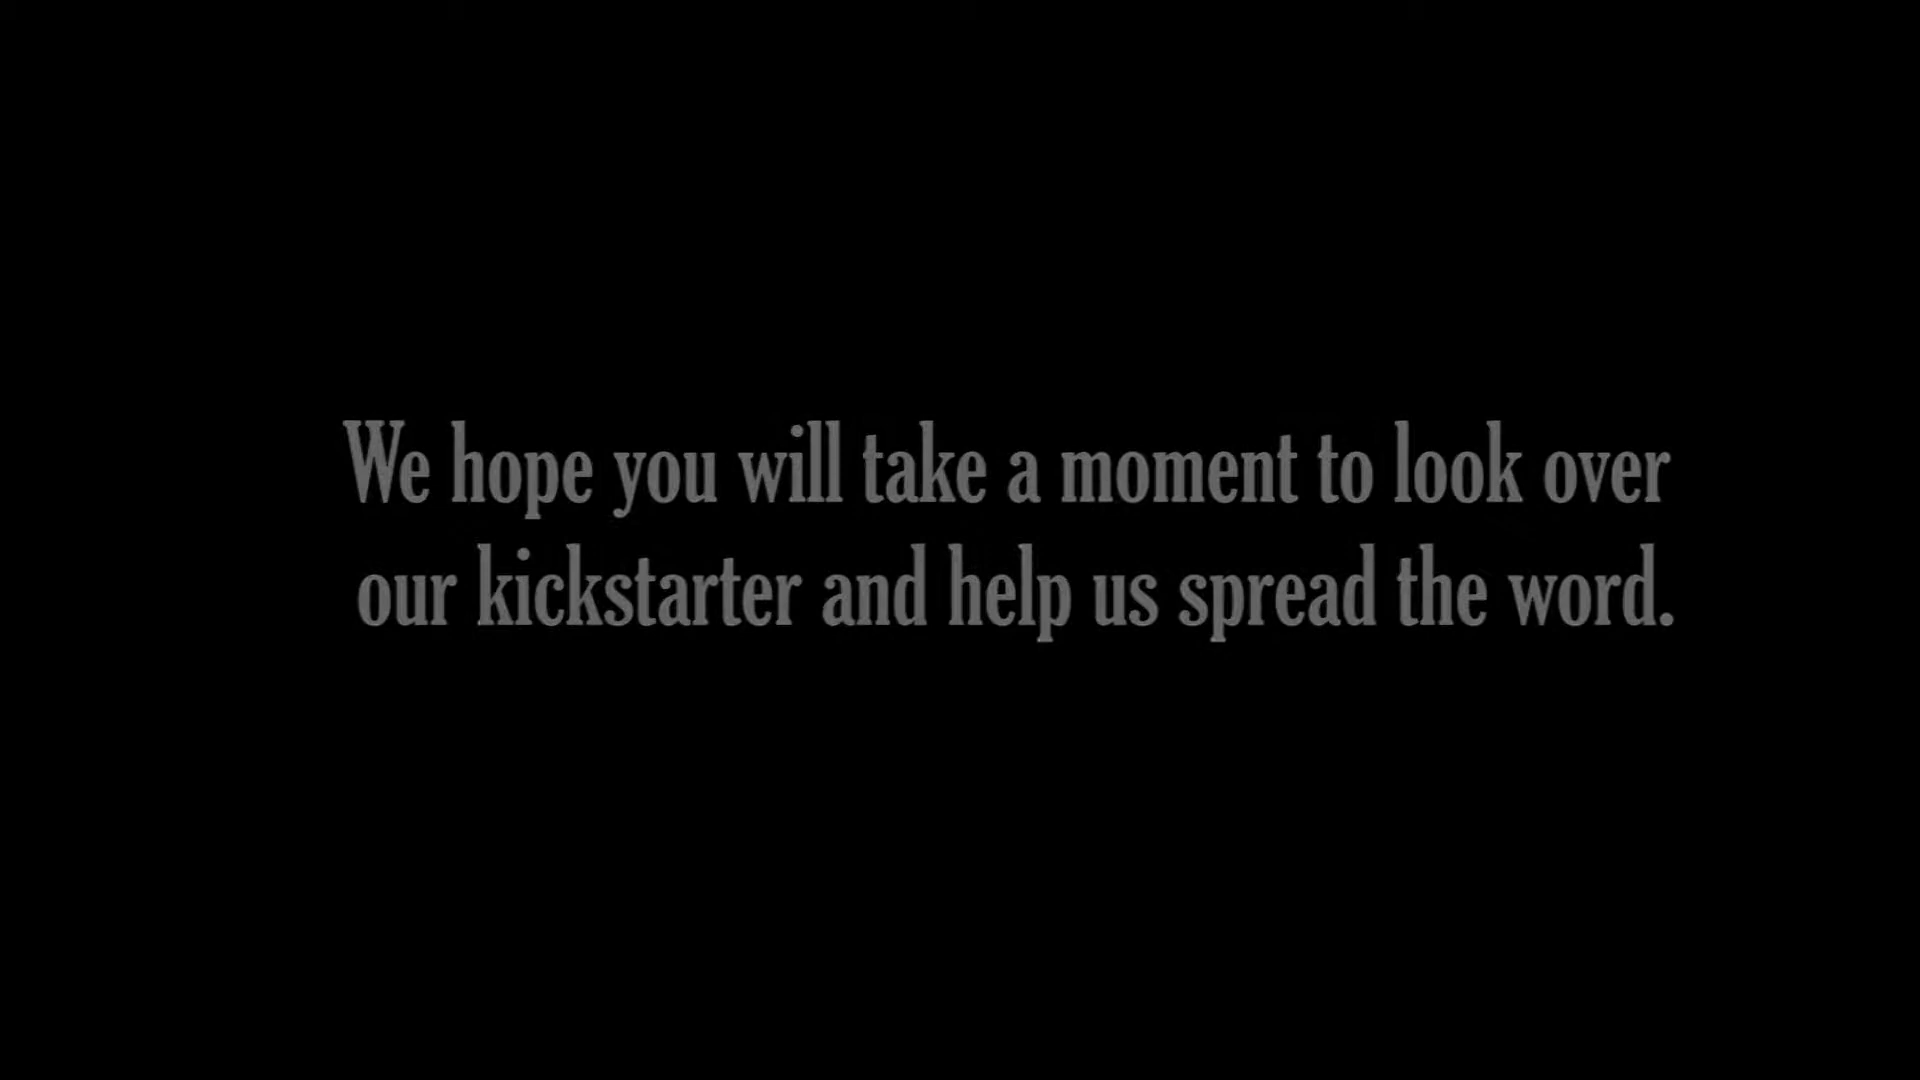 We hope you will take a moment to look over
our kickstarter and help us spread the word.